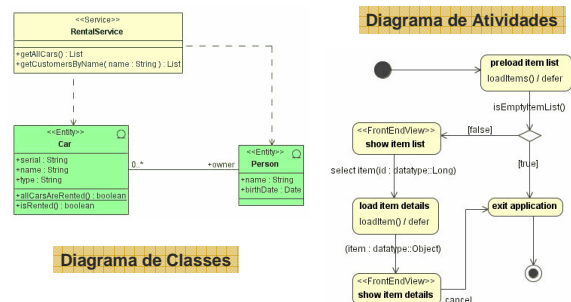 <<Service>>
RentalService
+getAllCars() : List
+getCustomersByName( name : String ) : List
<<Entity>>
Car
+serial : String
+name : String
+type : String
+allCarsAreRented() : boolean
+isRented() : boolean
0..*
+owner
<<Entity>>
Person
+name : String
+birthDate : Date
Diagrama de Classes
Diagrama de Atividades
preload item list
loadItems() / defer
isEmptyItemList()
[false]
[true]
<<FrontEndView>>
show item list
select item(id : datatype::Long)
load item details
loadItem() / defer
exit application
(item : datatype::Object)
<<FrontEndView>>
show item details
cancel